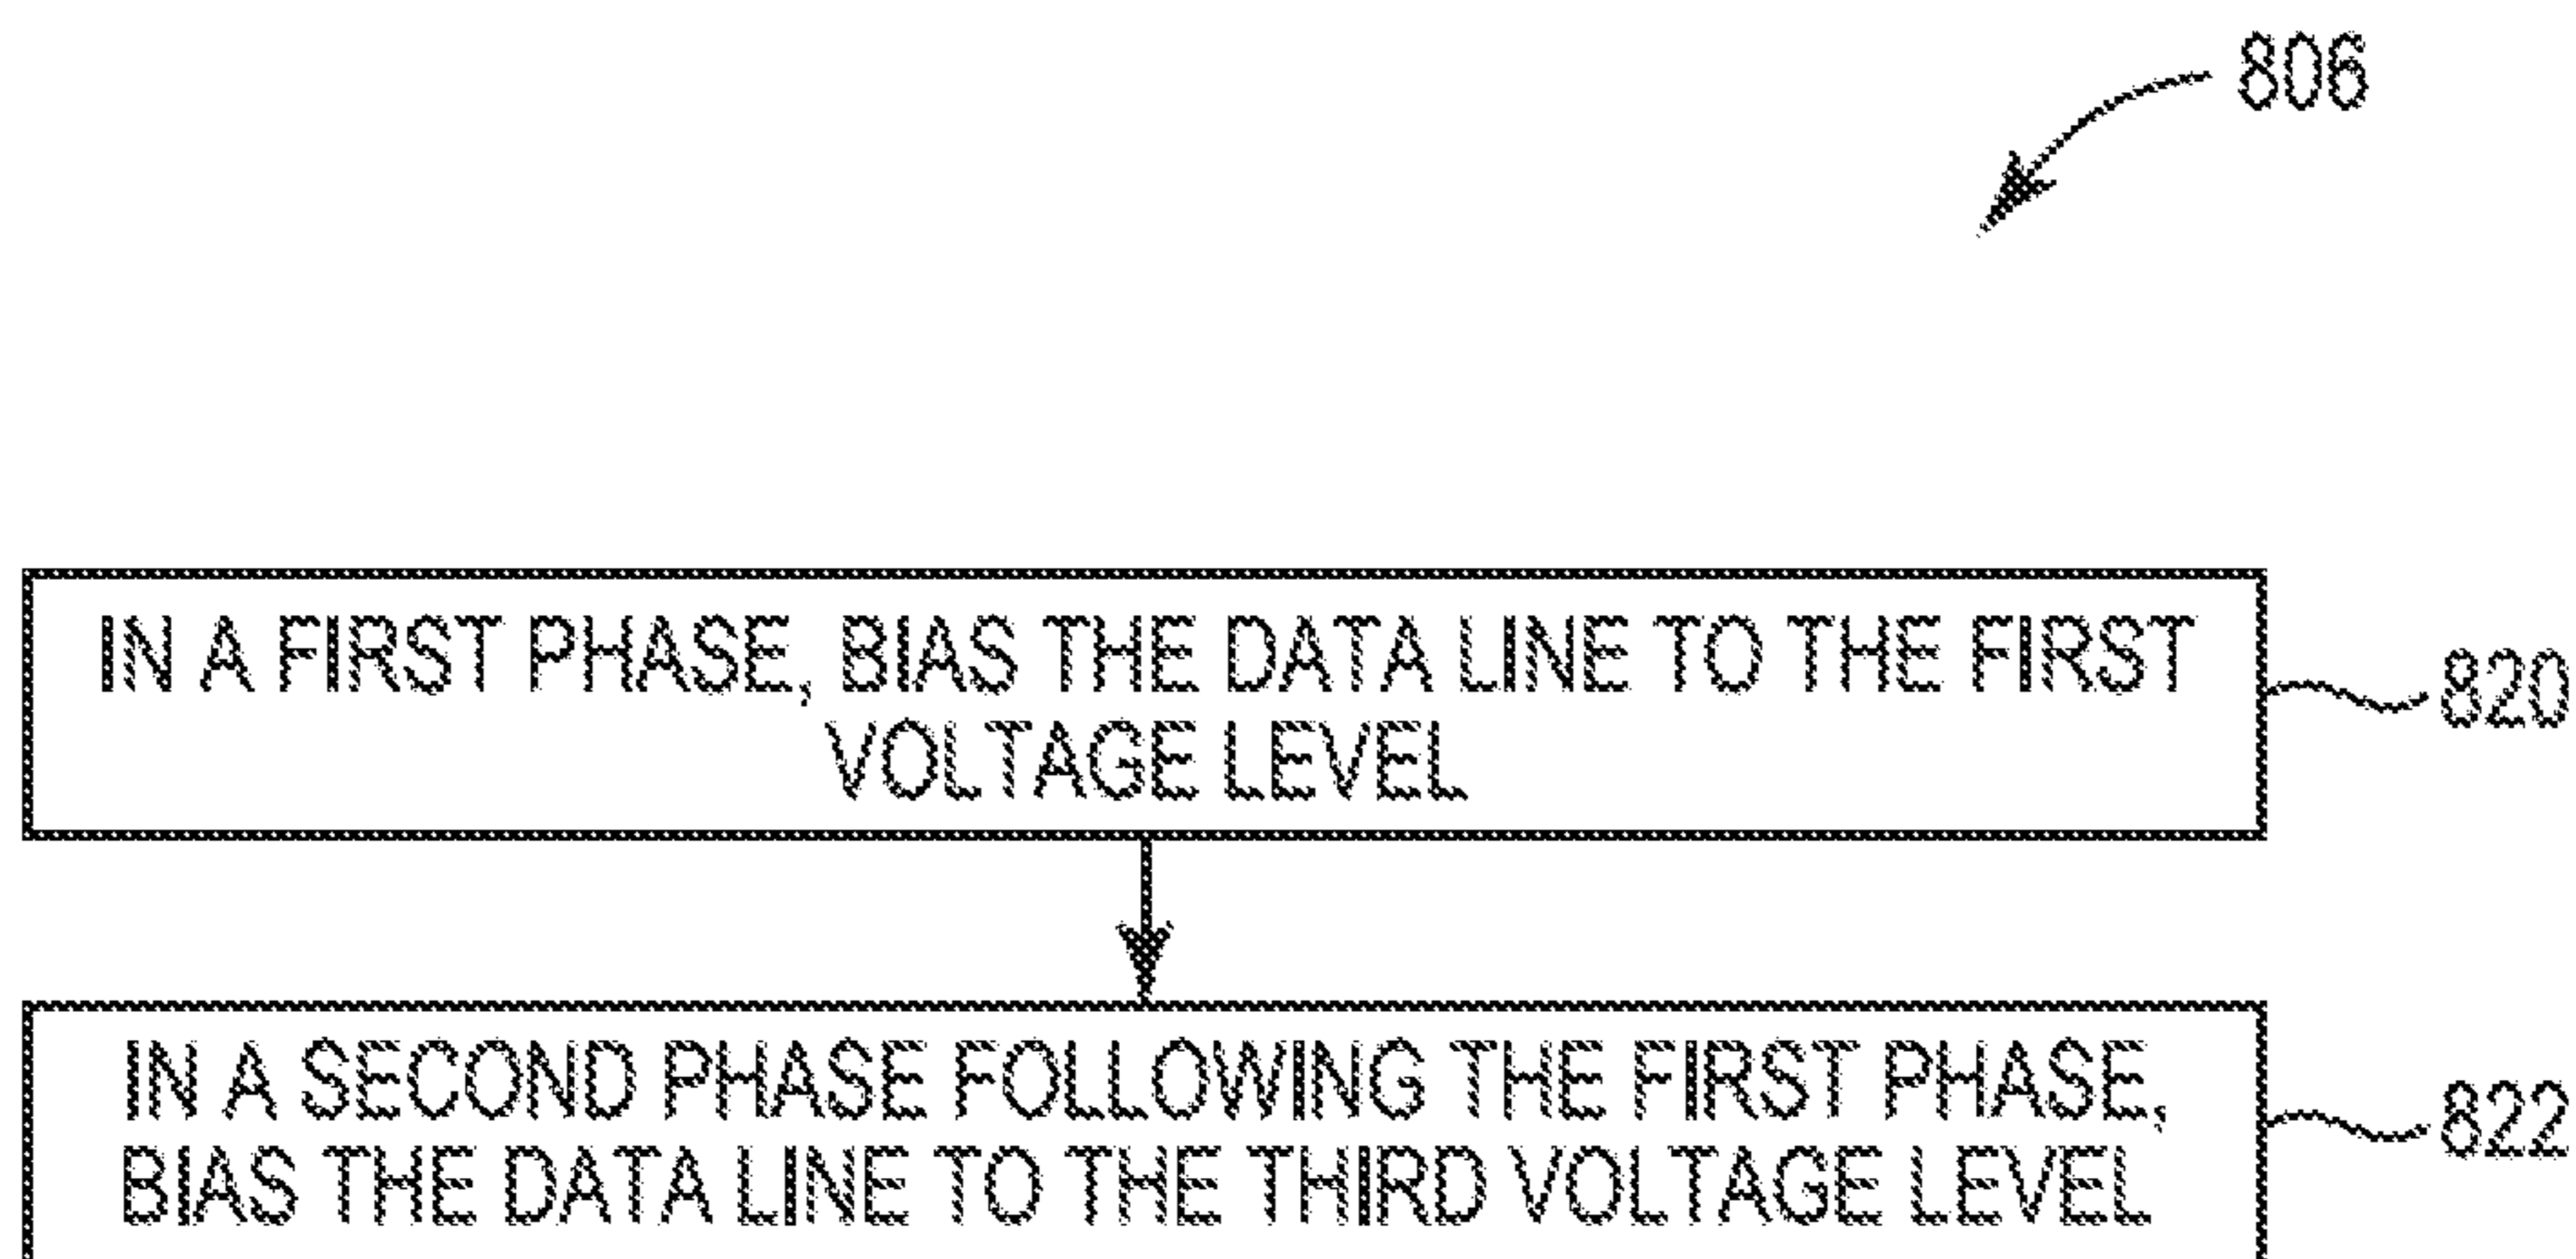 806
IN A FIRST PHASE, BIAS THE DATA LINE TO THE FIRST
VOLTAGE LEVEL
820
IN A SECOND PHASE FOLLOWING THE FIRST PHASE,
BIAS THE DATA LINE TO THE THIRD VOLTAGE LEVEL
822